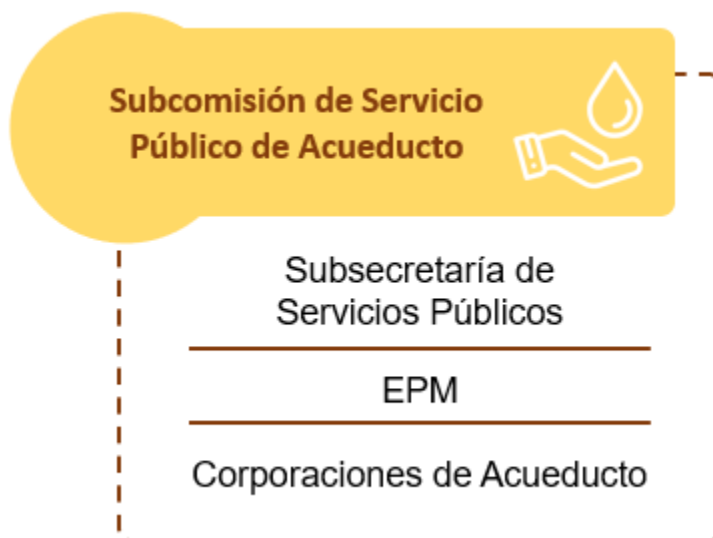 Subcomisión de Servicio
Público de Acueducto
Subsecretaría de
Servicios Públicos
EPM
Corporaciones de Acueducto